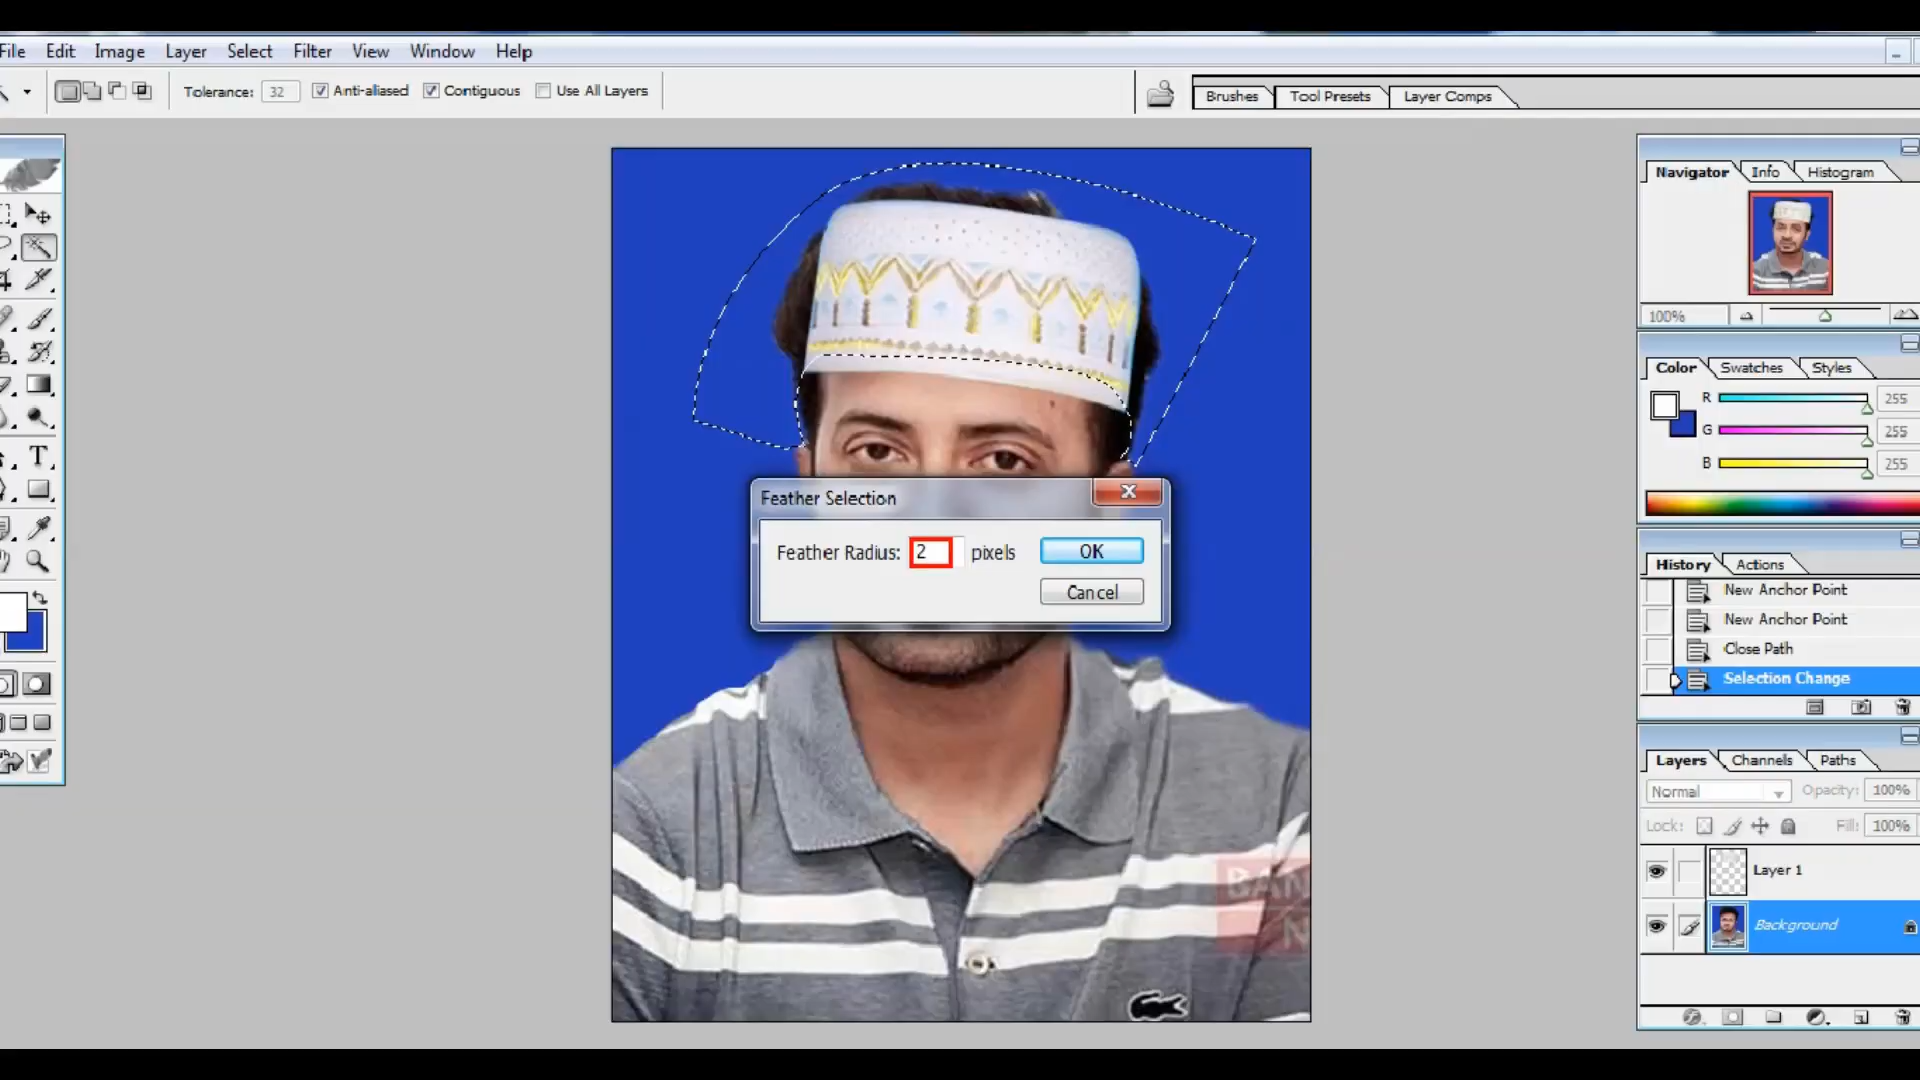 File Edit Image Layer Select Filter View Window Help
Tolerance: 32 Anti-aliased Contiguous Use All Layers
Brushes Tool Presets Layer Comps
Navigator Info Histogram
100%
Color Swatches Styles
R 255
G 255
B 255
Feather Selection
Feather Radius: 2 pixels OK
Cancel
History Actions
New Anchor Point
New Anchor Point
Close Path
Selection Change
Layers Channels Paths
Normal Opacity: 100%
Lock: Fill: 100%
Layer 1
Background
BAN
N